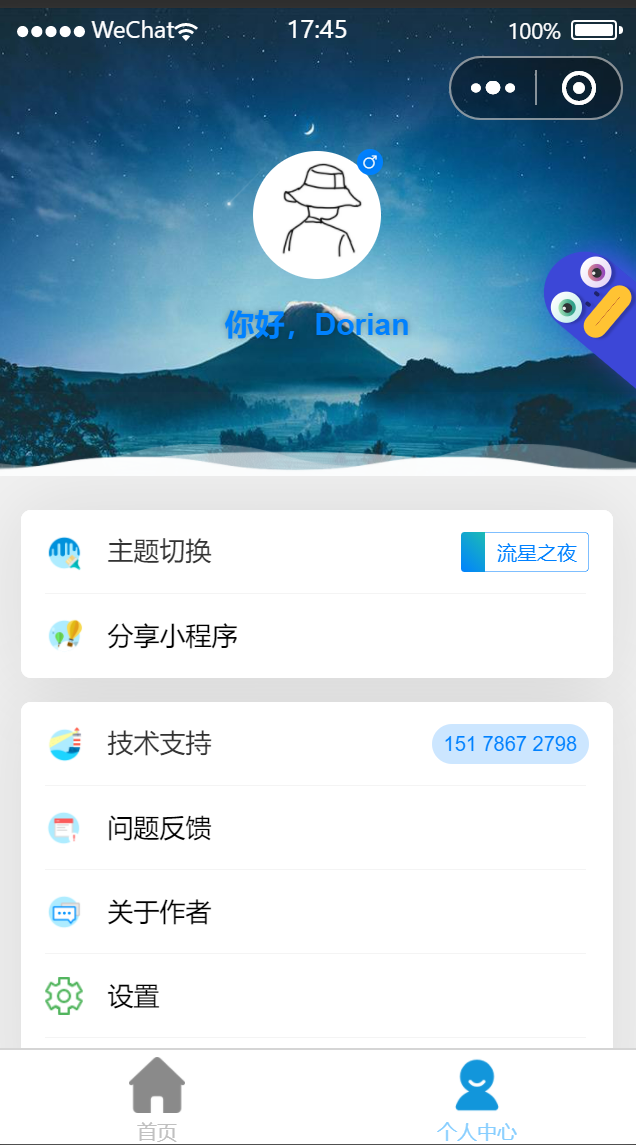 WeChat 17:45 100%
你好，Dorian
主题切换 流星之夜
分享小程序
技术支持 151 7867 2798
问题反馈
关于作者
设置
首页 个人中心